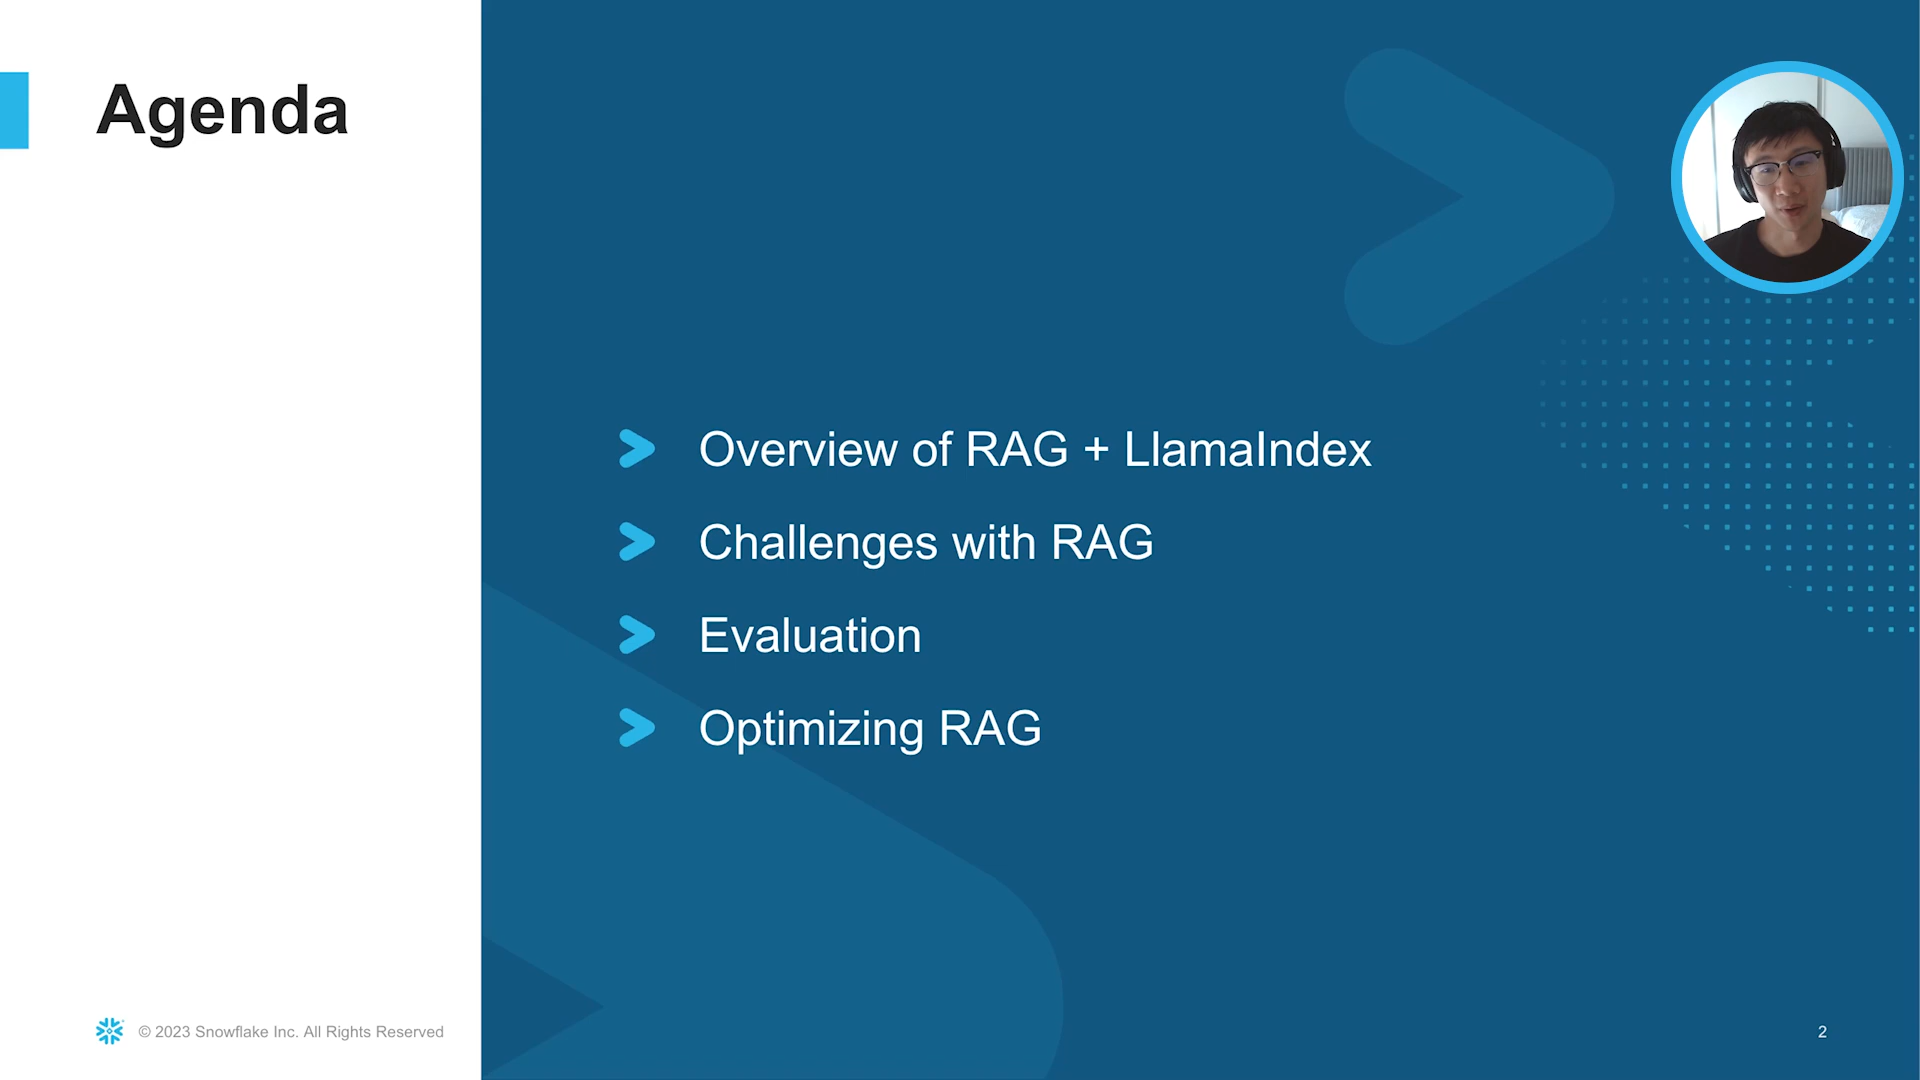 Agenda
Overview of RAG + LlamaIndex
Challenges with RAG
Evaluation
Optimizing RAG
© 2023 Snowflake Inc. All Rights Reserved
2